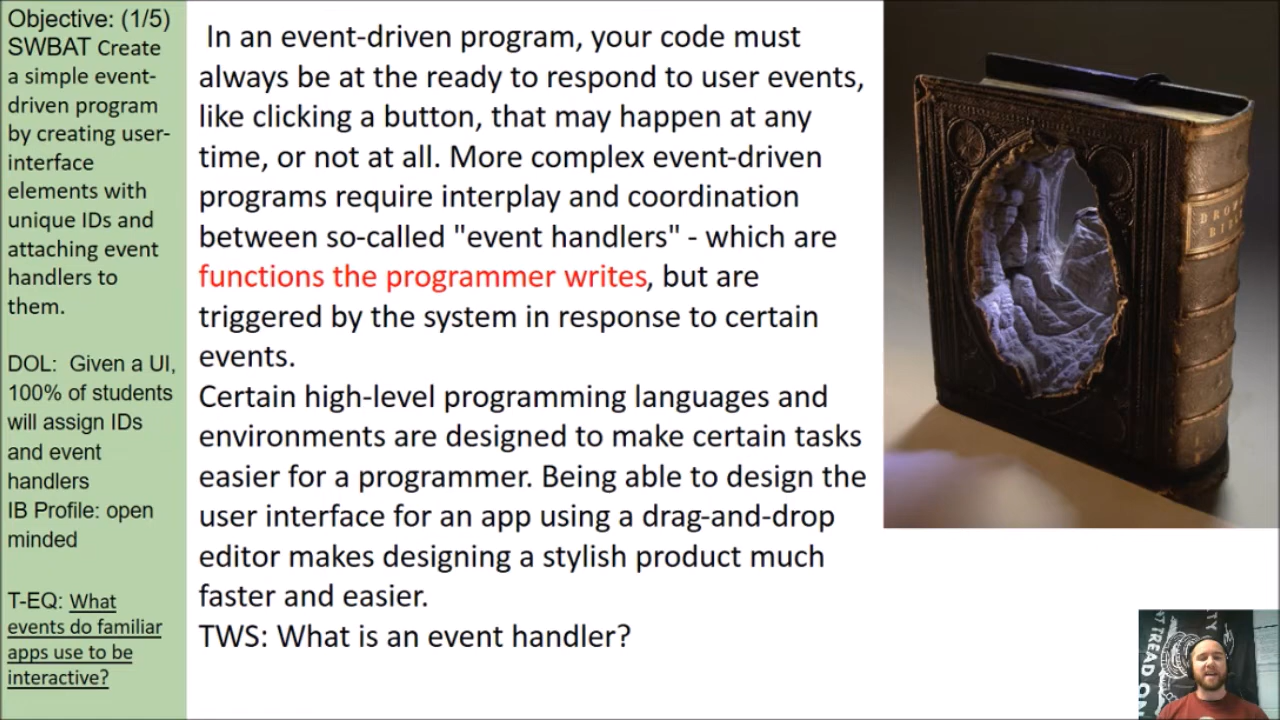 Objective: (1/5)
SWBAT Create
a simple event-
driven program
by creating user-
interface
elements with
unique IDs and
attaching event
handlers to
them.
DOL: Given a UI,
100% of students
will assign IDs
and event
handlers
IB Profile: open
minded
T-EQ: What
events do familiar
apps use to be
interactive?
In an event-driven program, your code must
always be at the ready to respond to user events,
like clicking a button, that may happen at any
time, or not at all. More complex event-driven
programs require interplay and coordination
between so-called "event handlers" - which are
functions the programmer writes, but are
triggered by the system in response to certain
events.
Certain high-level programming languages and
environments are designed to make certain tasks
easier for a programmer. Being able to design the
user interface for an app using a drag-and-drop
editor makes designing a stylish product much
faster and easier.
TWS: What is an event handler?
TREAD